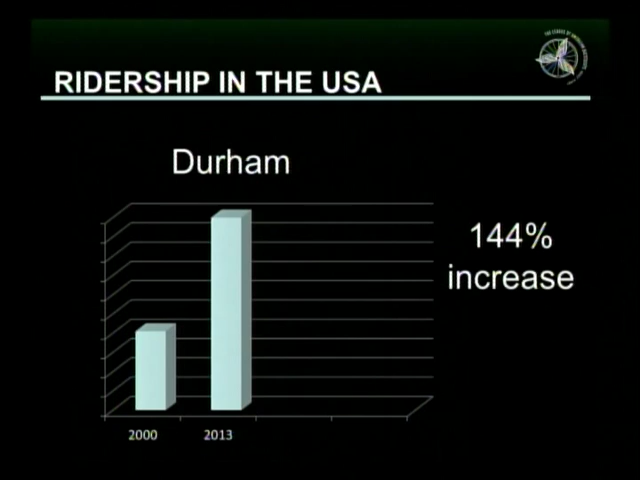 RIDERSHIP IN THE USA
Durham
144%
increase
2000 2013